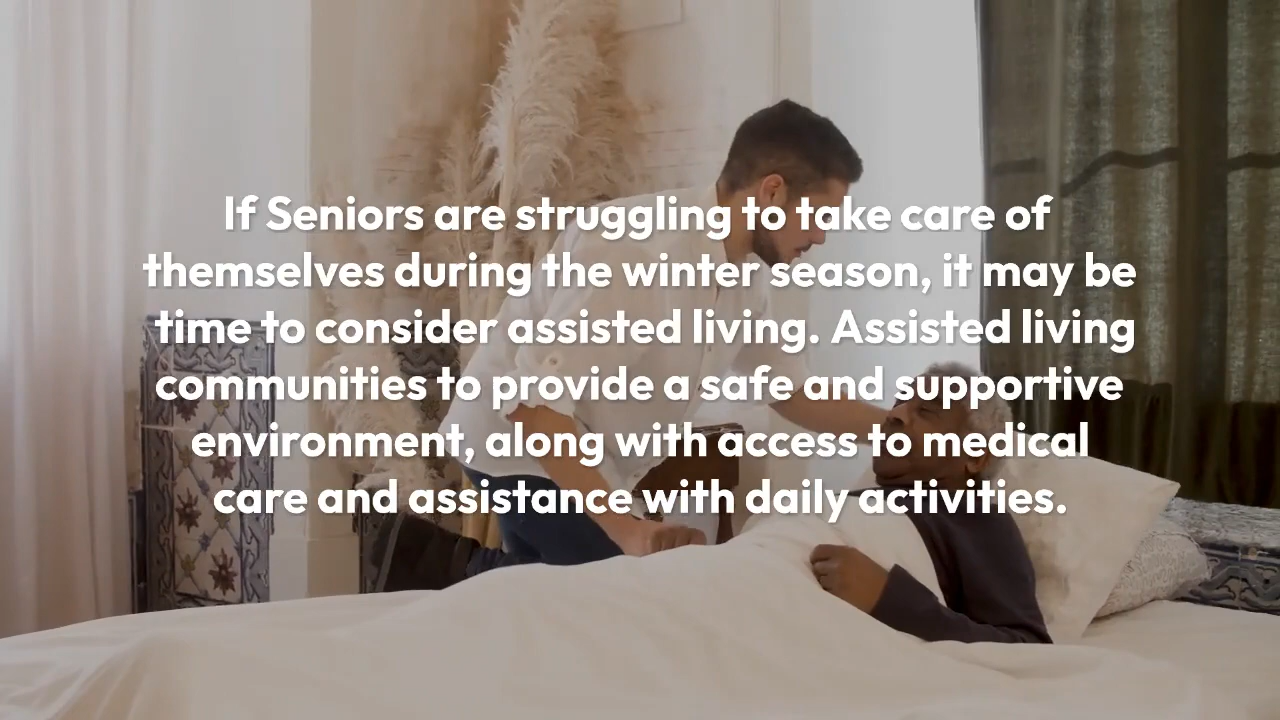 If Seniors are struggling to take care of
themselves during the winter season, it may be
time to consider assisted living. Assisted living
communities to provide a safe and supportive
environment, along with access to medical
care and assistance with daily activities.